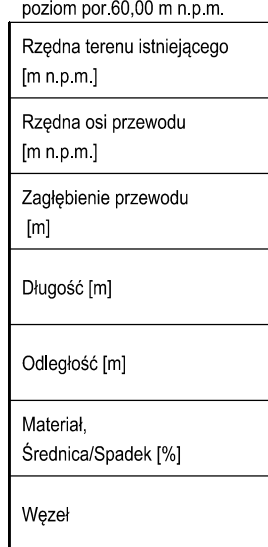 poziom por.60,00 m n.p.m.
Rzędna terenu istniejącego
[m n.p.m.]
Rzędna osi przewodu
[m n.p.m.]
Zagłębienie przewodu
[m]
Długość [m]
Odległość [m]
Materiał,
Średnica/Spadek [%]
Węzeł